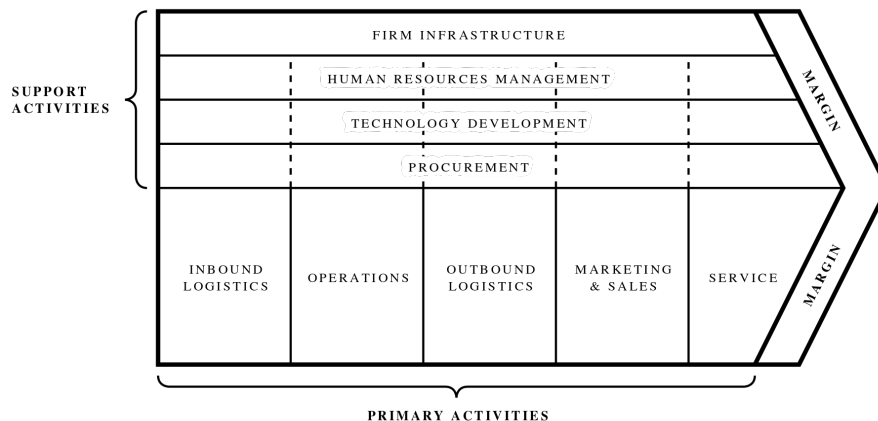 FIRM INFRASTRUCTURE
HUMAN RESOURCES MANAGEMENT
SUPPORT
ACTIVITIES
TECHNOLOGY DEVELOPMENT
PROCUREMENT
MARGIN
INBOUND
LOGISTICS
OPERATIONS
OUTBOUND
LOGISTICS
MARKETING
& SALES
SERVICE
MARGIN
PRIMARY ACTIVITIES